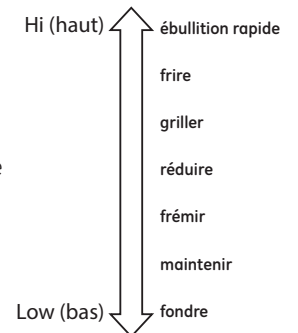 Hi (haut)
ébullition rapide
frire
griller
réduire
frémir
maintenir
Low (bas)
fondre